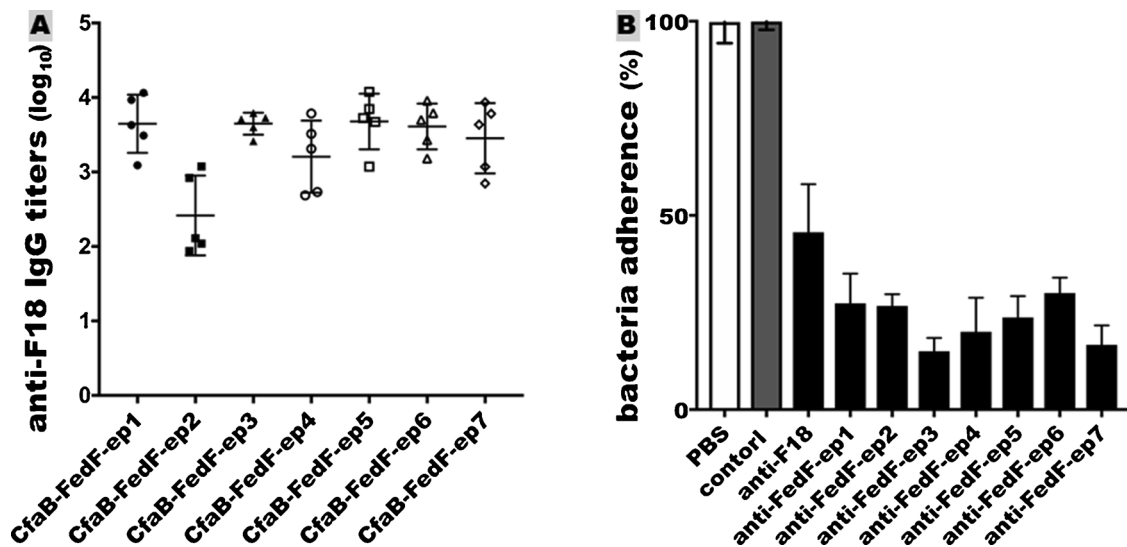 A
anti-F18 IgG titers (log10)
5
4
3
2
1
0
CfaB-FedF-ep1
CfaB-FedF-ep2
CfaB-FedF-ep3
CfaB-FedF-ep4
CfaB-FedF-ep5
CfaB-FedF-ep6
CfaB-FedF-ep7
B
bacteria adherence (%)
100
50
0
PBS
contorl
anti-F18
anti-FedF-ep1
anti-FedF-ep2
anti-FedF-ep3
anti-FedF-ep4
anti-FedF-ep5
anti-FedF-ep6
anti-FedF-ep7